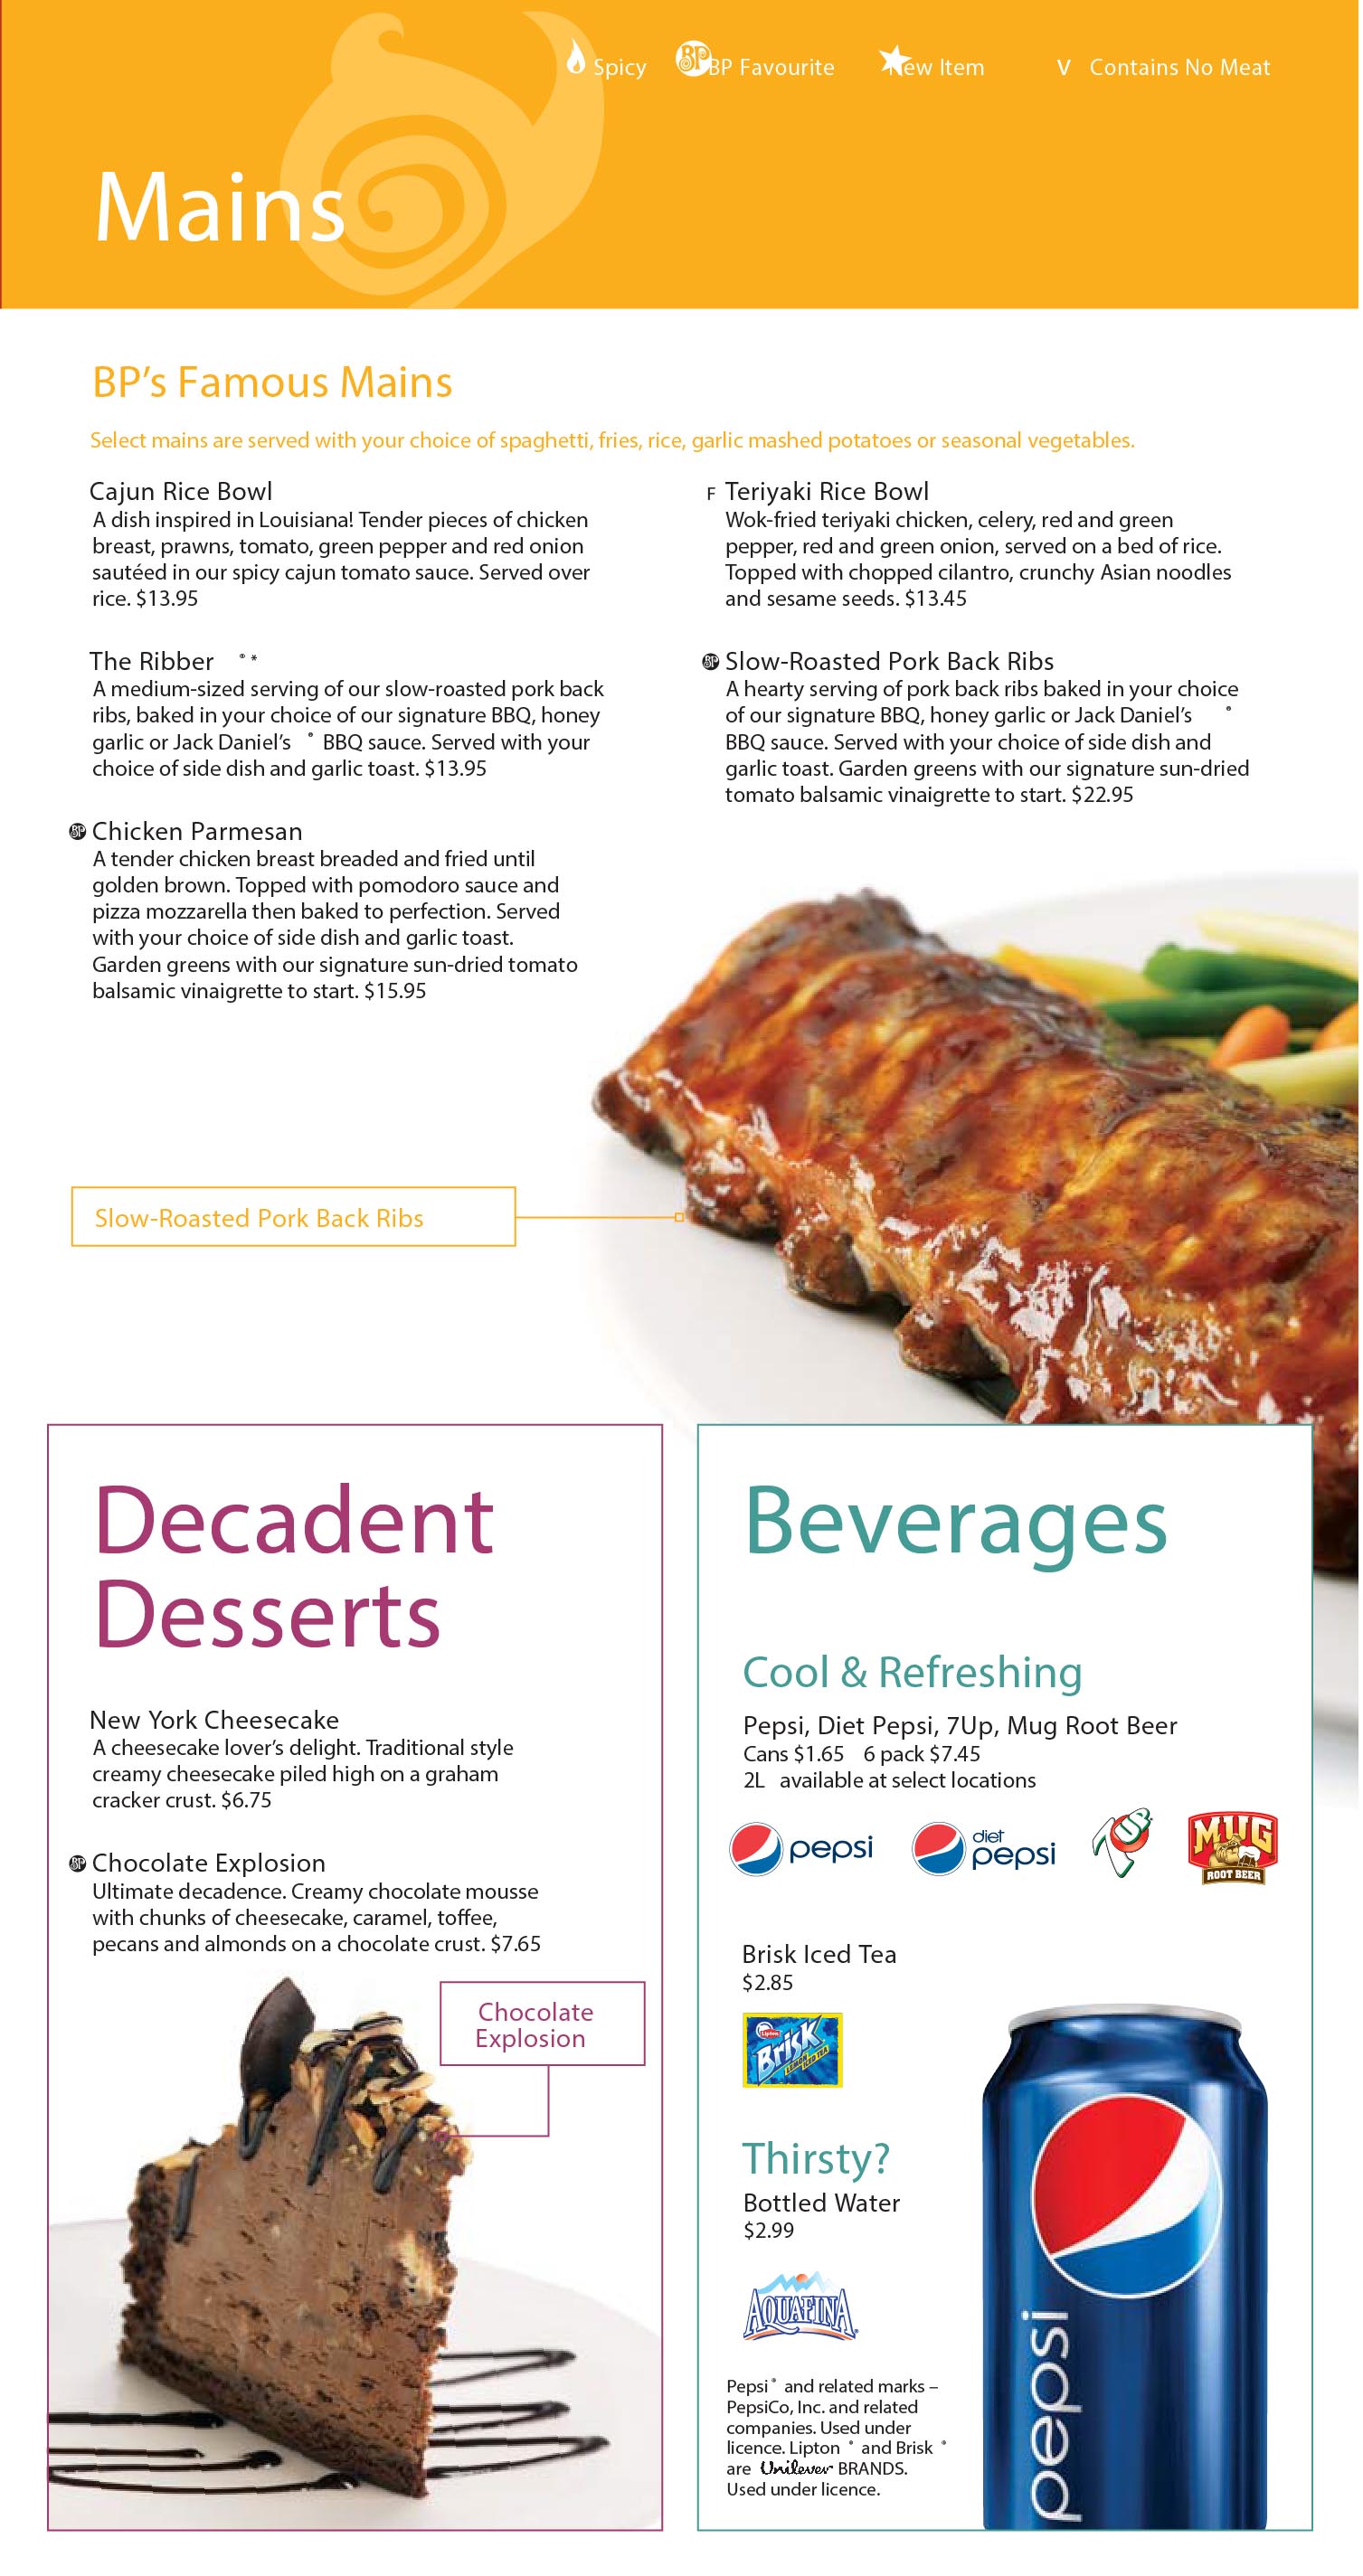 Spicy BP BP Favourite New Item V Contains No Meat
Mains
BP’s Famous Mains
Select mains are served with your choice of spaghetti, fries, rice, garlic mashed potatoes or seasonal vegetables.
Cajun Rice Bowl
A dish inspired in Louisiana! Tender pieces of chicken
breast, prawns, tomato, green pepper and red onion
sautéed in our spicy cajun tomato sauce. Served over
rice. $13.95
The Ribber ® *
A medium-sized serving of our slow-roasted pork back
ribs, baked in your choice of our signature BBQ, honey
garlic or Jack Daniel’s ® BBQ sauce. Served with your
choice of side dish and garlic toast. $13.95
BP Chicken Parmesan
A tender chicken breast breaded and fried until
golden brown. Topped with pomodoro sauce and
pizza mozzarella then baked to perfection. Served
with your choice of side dish and garlic toast.
Garden greens with our signature sun-dried tomato
balsamic vinaigrette to start. $15.95
F Teriyaki Rice Bowl
Wok-fried teriyaki chicken, celery, red and green
pepper, red and green onion, served on a bed of rice.
Topped with chopped cilantro, crunchy Asian noodles
and sesame seeds. $13.45
BP Slow-Roasted Pork Back Ribs
A hearty serving of pork back ribs baked in your choice
of our signature BBQ, honey garlic or Jack Daniel’s ®
BBQ sauce. Served with your choice of side dish and
garlic toast. Garden greens with our signature sun-dried
tomato balsamic vinaigrette to start. $22.95
Slow-Roasted Pork Back Ribs
Decadent
Desserts
New York Cheesecake
A cheesecake lover’s delight. Traditional style
creamy cheesecake piled high on a graham
cracker crust. $6.75
BP Chocolate Explosion
Ultimate decadence. Creamy chocolate mousse
with chunks of cheesecake, caramel, toffee,
pecans and almonds on a chocolate crust. $7.65
Chocolate
Explosion
Beverages
Cool & Refreshing
Pepsi, Diet Pepsi, 7Up, Mug Root Beer
Cans $1.65 6 pack $7.45
2L available at select locations
pepsi
diet
pepsi
7UP
MUG
ROOT BEER
Brisk Iced Tea
$2.85
Lipton
Brisk
LEMON ICED TEA
Thirsty?
Bottled Water
$2.99
AQUAFINA
Pepsi ® and related marks –
PepsiCo, Inc. and related
companies. Used under
licence. Lipton ® and Brisk ®
are Unilever BRANDS.
Used under licence.
pepsi